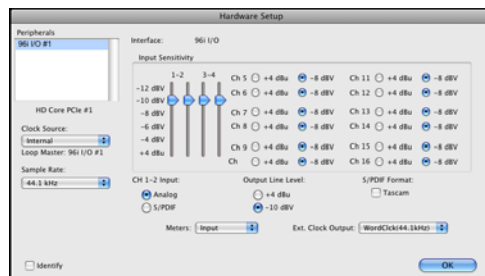 Hardware Setup
Peripherals
96i I/O #1
HD Core PCIe #1
Clock Source:
Internal
Loop Master: 96i I/O #1
Sample Rate:
44.1 kHz
Interface: 96i I/O
Input Sensitivity
1-2 3-4
-12 dBV
-10 dBV
-8 dBV
-6 dBV
-4 dBV
+4 dBu
Ch 5 +4 dBu -8 dBV Ch 11 +4 dBu -8 dBV
Ch 6 +4 dBu -8 dBV Ch 12 +4 dBu -8 dBV
Ch 7 +4 dBu -8 dBV Ch 13 +4 dBu -8 dBV
Ch 8 +4 dBu -8 dBV Ch 14 +4 dBu -8 dBV
Ch 9 +4 dBu -8 dBV Ch 15 +4 dBu -8 dBV
Ch +4 dBu -8 dBV Ch 16 +4 dBu -8 dBV
CH 1-2 Input: Output Line Level: S/PDIF Format:
Analog +4 dBu Tascam
S/PDIF -10 dBV
Meters: Input Ext. Clock Output: WordClck(44.1kHz)
Identify OK